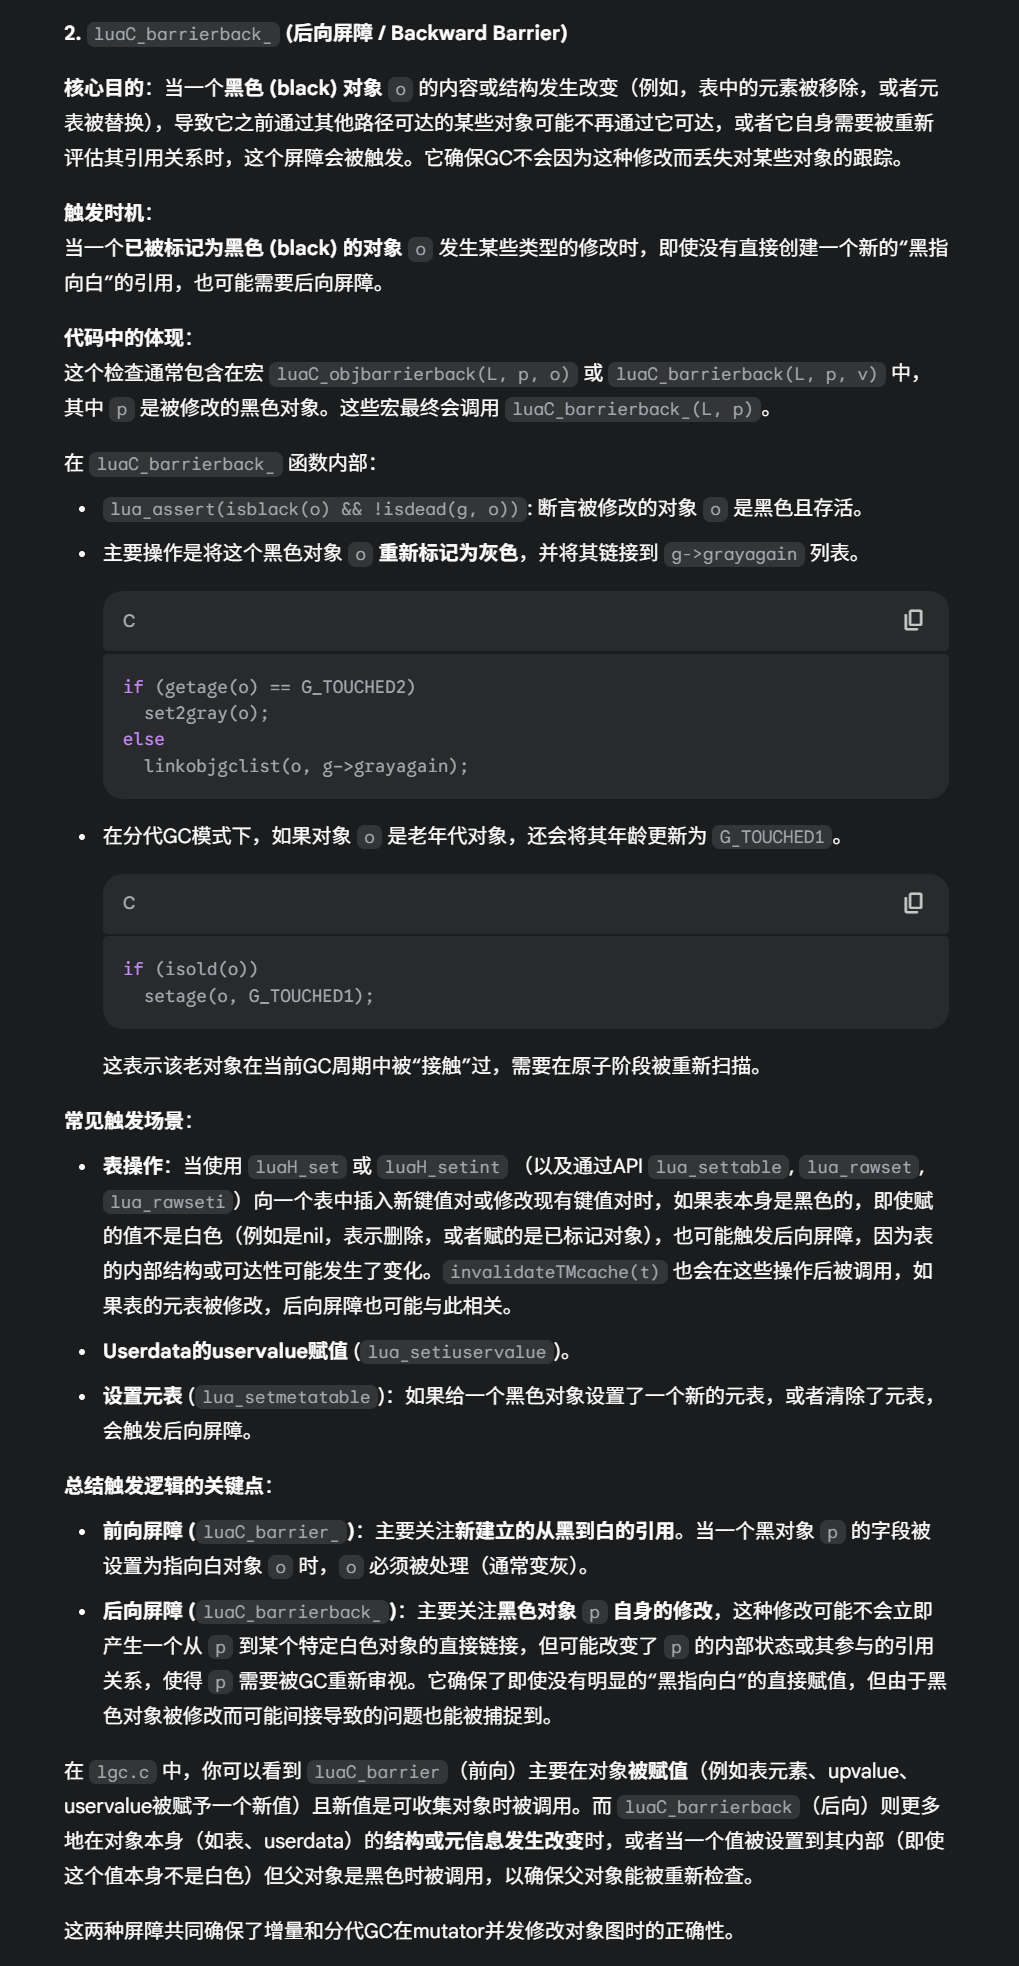 2. luaC_barrierback_ (后向屏障 / Backward Barrier)
核心目的：当一个黑色 (black) 对象 o 的内容或结构发生改变（例如，表中的元素被移除，或者元
表被替换），导致它之前通过其他路径可达的某些对象可能不再通过它可达，或者它自身需要被重新
评估其引用关系时，这个屏障会被触发。它确保GC不会因为这种修改而丢失对某些对象的跟踪。
触发时机：
当一个已被标记为黑色 (black) 的对象 o 发生某些类型的修改时，即使没有直接创建一个新的“黑指
向白”的引用，也可能需要后向屏障。
代码中的体现：
这个检查通常包含在宏 luaC_objbarrierback(L, p, o) 或 luaC_barrierback(L, p, v) 中，
其中 p 是被修改的黑色对象。这些宏最终会调用 luaC_barrierback_(L, p) 。
在 luaC_barrierback_ 函数内部：
• lua_assert(isblack(o) && !isdead(g, o)) : 断言被修改的对象 o 是黑色且存活。
• 主要操作是将这个黑色对象 o 重新标记为灰色，并将其链接到 g->grayagain 列表。
C
if (getage(o) == G_TOUCHED2)
  set2gray(o);
else
  linkobjgclist(o, g->grayagain);
• 在分代GC模式下，如果对象 o 是老年代对象，还会将其年龄更新为 G_TOUCHED1 。
C
if (isold(o))
  setage(o, G_TOUCHED1);
这表示该老对象在当前GC周期中被“接触”过，需要在原子阶段被重新扫描。
常见触发场景：
• 表操作：当使用 luaH_set 或 luaH_setint （以及通过API lua_settable , lua_rawset ,
lua_rawseti ）向一个表中插入新键值对或修改现有键值对时，如果表本身是黑色的，即使赋
的值不是白色（例如是nil，表示删除，或者赋的是已标记对象），也可能触发后向屏障，因为表
的内部结构或可达性可能发生了变化。 invalidateTMcache(t) 也会在这些操作后被调用，如
果表的元表被修改，后向屏障也可能与此相关。
• Userdata的uservalue赋值 ( lua_setiuservalue )。
• 设置元表 ( lua_setmetatable )：如果给一个黑色对象设置了一个新的元表，或者清除了元表，
会触发后向屏障。
总结触发逻辑的关键点：
• 前向屏障 ( luaC_barrier_ )：主要关注新建立的从黑到白的引用。当一个黑对象 p 的字段被
设置为指向白对象 o 时， o 必须被处理（通常变灰）。
• 后向屏障 ( luaC_barrierback_ )：主要关注黑色对象 p 自身的修改，这种修改可能不会立即
产生一个从 p 到某个特定白色对象的直接链接，但可能改变了 p 的内部状态或其参与的引用
关系，使得 p 需要被GC重新审视。它确保了即使没有明显的“黑指向白”的直接赋值，但由于黑
色对象被修改而可能间接导致的问题也能被捕捉到。
在 lgc.c 中，你可以看到 luaC_barrier （前向）主要在对象被赋值（例如表元素、upvalue、
uservalue被赋予一个新值）且新值是可收集对象时被调用。而 luaC_barrierback （后向）则更多
地在对象本身（如表、userdata）的结构或元信息发生改变时，或者当一个值被设置到其内部（即使
这个值本身不是白色）但父对象是黑色时被调用，以确保父对象能被重新检查。
这两种屏障共同确保了增量和分代GC在mutator并发修改对象图时的正确性。